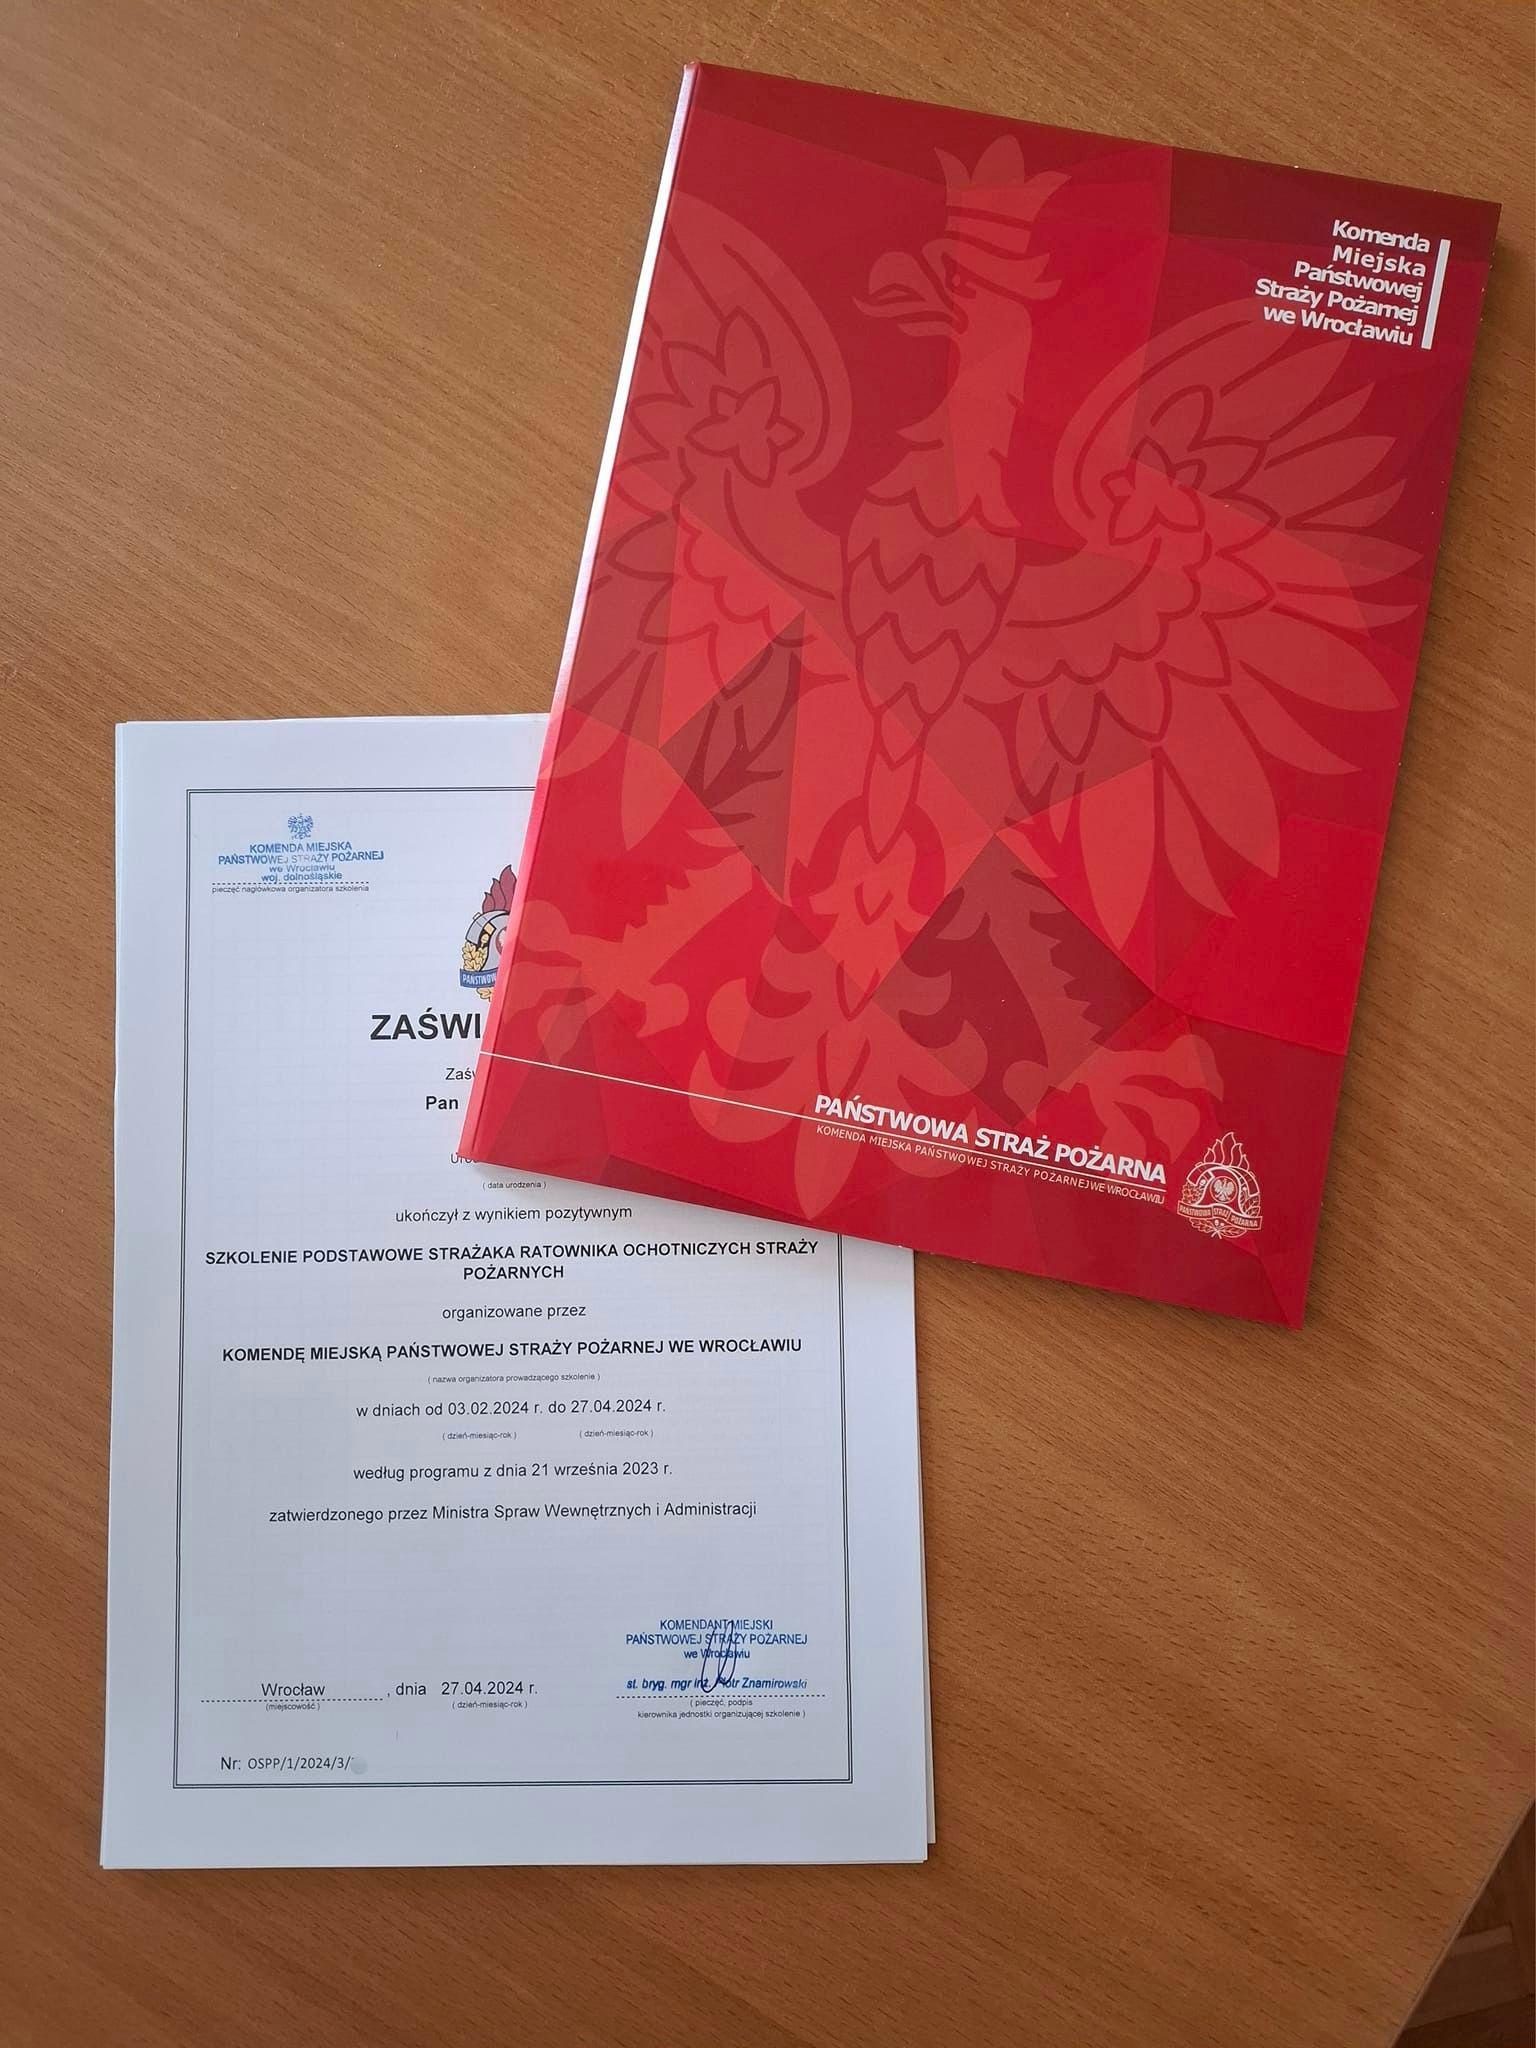 Komenda
Miejska
Państwowej
Straży Pożarnej
we Wrocławiu
PAŃSTWOWA STRAŻ POŻARNA
KOMENDA MIEJSKA PAŃSTWOWEJ STRAŻY POŻARNEJ WE WROCŁAWIU
PAŃSTWOWA STRAŻ POŻARNA
KOMENDA MIEJSKA
PAŃSTWOWEJ STRAŻY POŻARNEJ
we Wrocławiu
woj. dolnośląskie
pieczęć nagłówkowa organizatora szkolenia
PAŃSTWOW
ZAŚWI
Zaśw
Pan
Uro
( data urodzenia )
ukończył z wynikiem pozytywnym
SZKOLENIE PODSTAWOWE STRAŻAKA RATOWNIKA OCHOTNICZYCH STRAŻY
POŻARNYCH
organizowane przez
KOMENDĘ MIEJSKĄ PAŃSTWOWEJ STRAŻY POŻARNEJ WE WROCŁAWIU
( nazwa organizatora prowadzącego szkolenie )
w dniach od 03.02.2024 r. do 27.04.2024 r.
( dzień-miesiąc-rok ) ( dzień-miesiąc-rok )
według programu z dnia 21 września 2023 r.
zatwierdzonego przez Ministra Spraw Wewnętrznych i Administracji
KOMENDANT MIEJSKI
PAŃSTWOWEJ STRAŻY POŻARNEJ
we Wrocławiu
st. bryg. mgr inż. Piotr Znamirowski
Wrocław , dnia 27.04.2024 r.
(miejscowość) ( dzień-miesiąc-rok )
( pieczęć, podpis
kierownika jednostki organizującej szkolenie )
Nr: OSPP/1/2024/3/